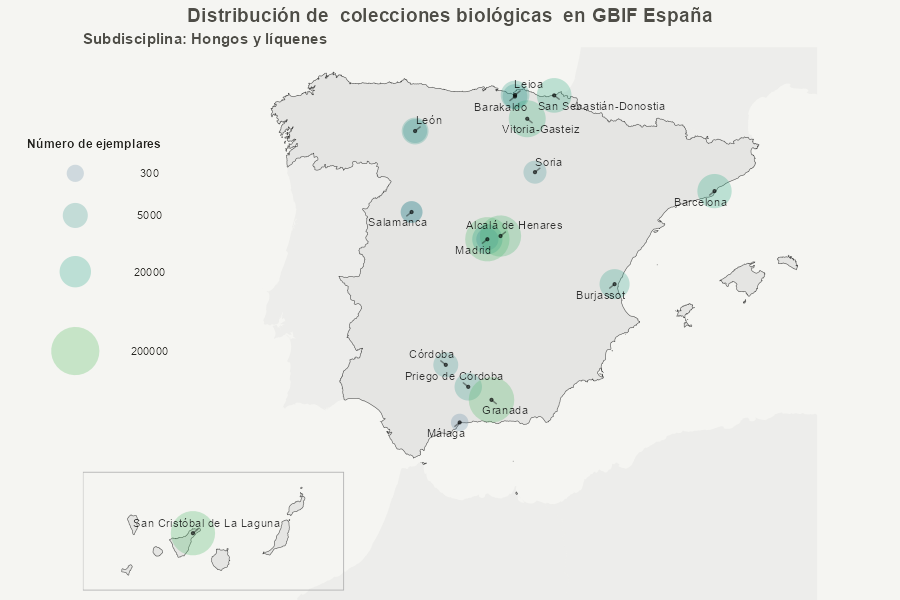 Distribución de colecciones biológicas en GBIF España
Subdisciplina: Hongos y líquenes
Número de ejemplares
300
5000
20000
200000
Leioa
Barakaldo
San Sebastián-Donostia
León
Vitoria-Gasteiz
Soria
Barcelona
Salamanca
Alcalá de Henares
Madrid
Burjassot
Córdoba
Priego de Córdoba
Granada
Málaga
San Cristóbal de La Laguna